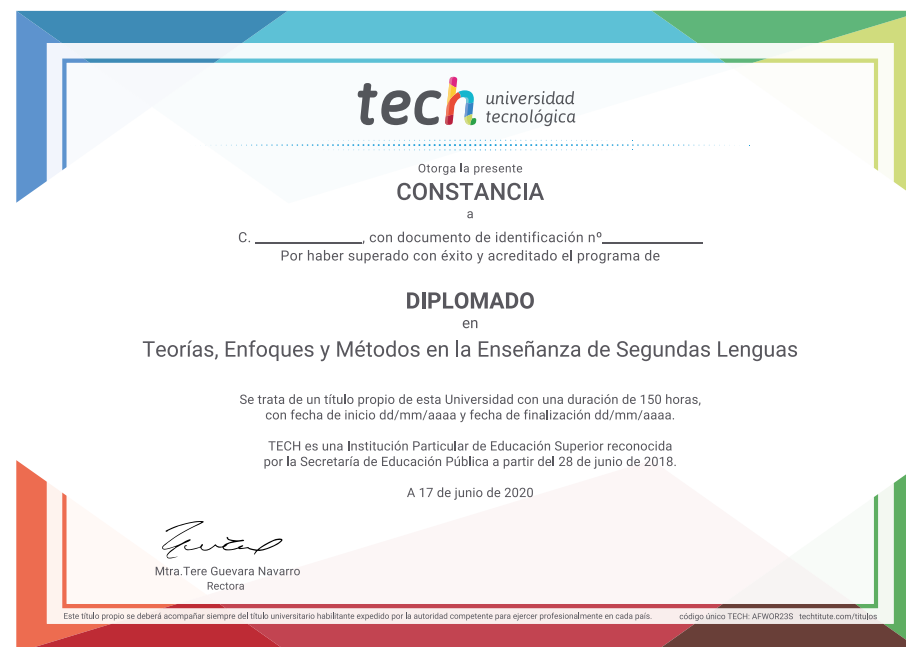 tech universidad
tecnológica
Otorga la presente
CONSTANCIA
a
C. ______________, con documento de identificación nº_____________
Por haber superado con éxito y acreditado el programa de
DIPLOMADO
en
Teorías, Enfoques y Métodos en la Enseñanza de Segundas Lenguas
Se trata de un título propio de esta Universidad con una duración de 150 horas,
con fecha de inicio dd/mm/aaaa y fecha de finalización dd/mm/aaaa.
TECH es una Institución Particular de Educación Superior reconocida
por la Secretaría de Educación Pública a partir del 28 de junio de 2018.
A 17 de junio de 2020
Mtra.Tere Guevara Navarro
Rectora
Este título propio se deberá acompañar siempre del título universitario habilitante expedido por la autoridad competente para ejercer profesionalmente en cada país. código único TECH: AFWOR23S techtitute.com/titulos